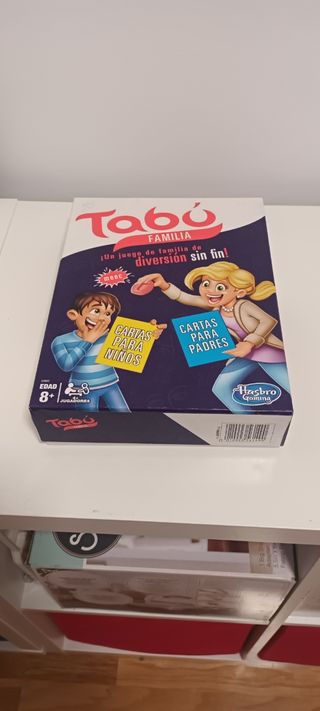 Tabú
FAMILIA
¡Un juego de familia de
diversión sin fin!
MOOC
CARTAS
PARA
NIÑOS
CARTAS
PARA
PADRES
EDAD
8+
JUGADORES
Hasbro
Gaming
Tabú